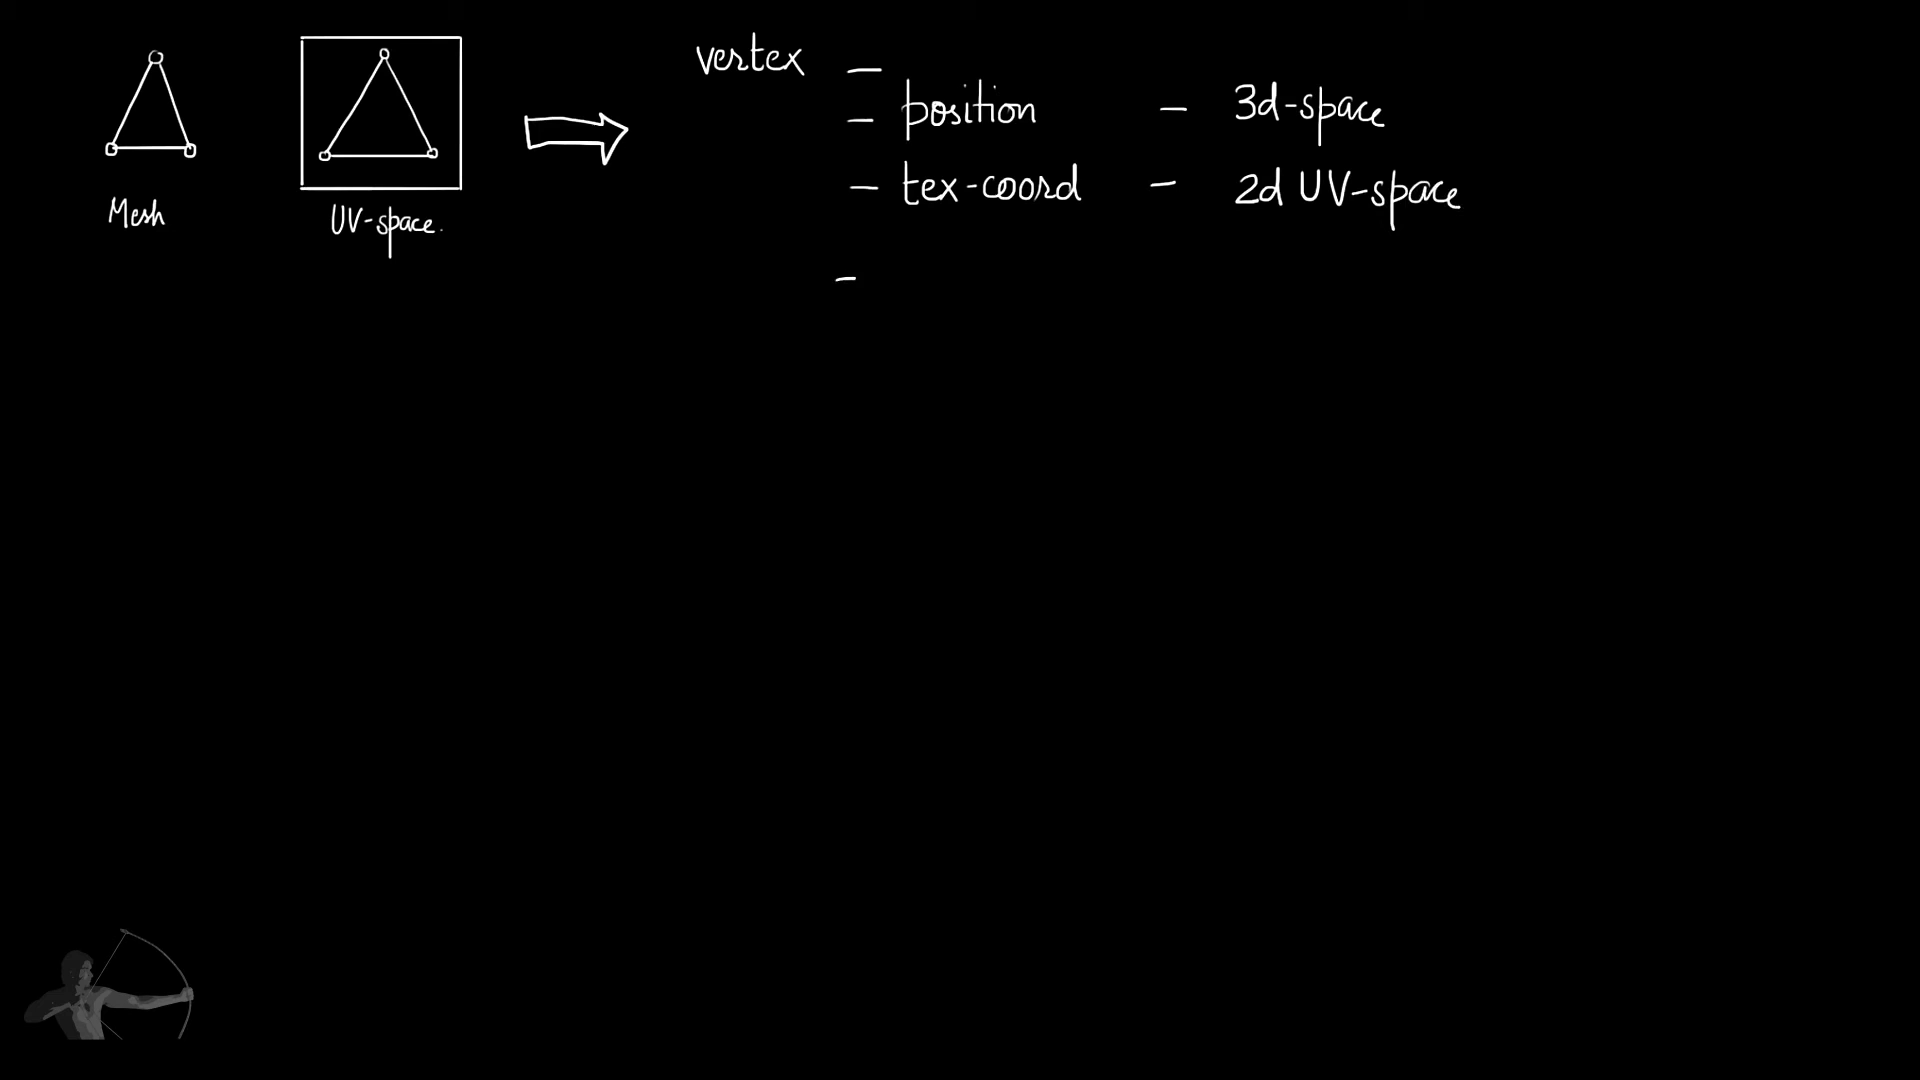 vertex –
– position – 3d-space
– tex-coord – 2d UV-space
–
Mesh
UV-space.